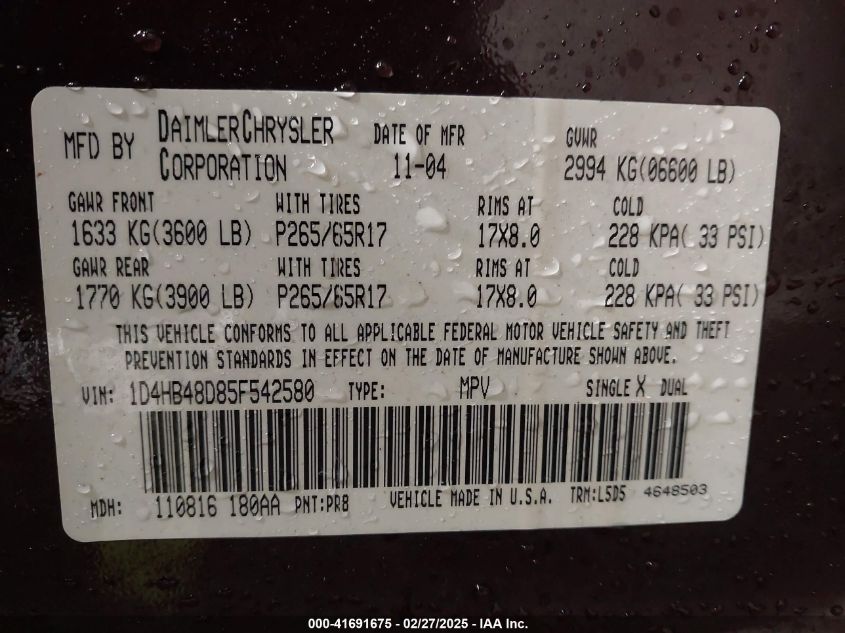 MFD BY DAIMLERCHRYSLER CORPORATION DATE OF MFR 11-04 GVWR 2994 KG(06600 LB)
GAWR FRONT WITH TIRES RIMS AT COLD
1633 KG(3600 LB) P265/65R17 17X8.0 228 KPA( 33 PSI)
GAWR REAR WITH TIRES RIMS AT COLD
1770 KG(3900 LB) P265/65R17 17X8.0 228 KPA( 33 PSI)
THIS VEHICLE CONFORMS TO ALL APPLICABLE FEDERAL MOTOR VEHICLE SAFETY AND THEFT
PREVENTION STANDARDS IN EFFECT ON THE DATE OF MANUFACTURE SHOWN ABOVE.
VIN: 1D4HB48D85F542580 TYPE: MPV SINGLE X DUAL
MDH: 110816 180AA PNT:PR8 VEHICLE MADE IN U.S.A. TRM:L5D5 4648503
000-41691675 - 02/27/2025 - IAA Inc.